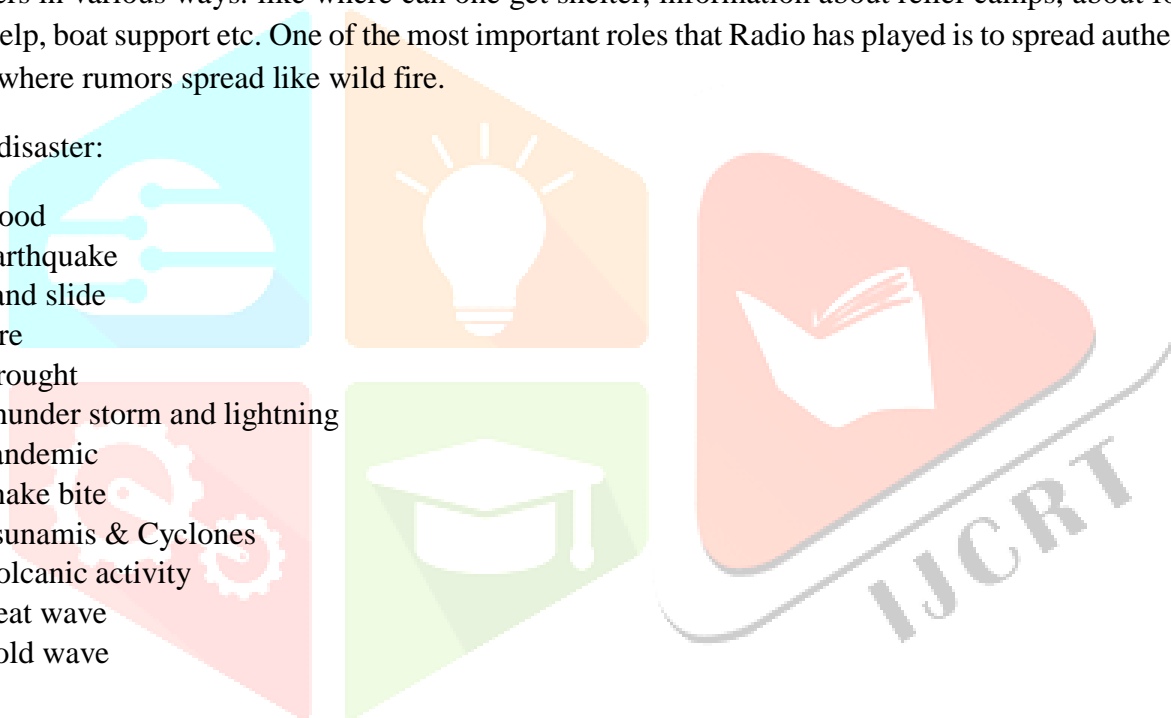 ers in various ways. like where can one get shelter, information about relief camps, about fo
elp, boat support etc. One of the most important roles that Radio has played is to spread authe
where rumors spread like wild fire.
disaster:
ood
arthquake
and slide
re
rought
hunder storm and lightning
andemic
nake bite
sunamis & Cyclones
olcanic activity
eat wave
old wave
IJCRT